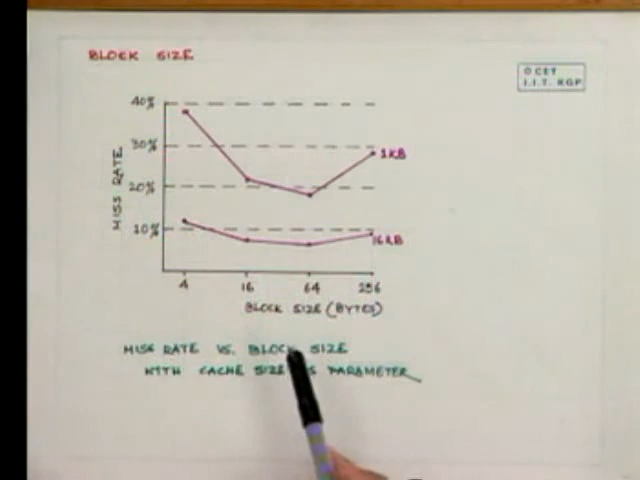 BLOCK SIZE
© CET
I.I.T. KGP
40%
30%
20%
10%
MISS RATE
1KB
16KB
4 16 64 256
BLOCK SIZE (BYTES)
MISS RATE VS. BLOCK SIZE
WITH CACHE SIZE S PARAMETER